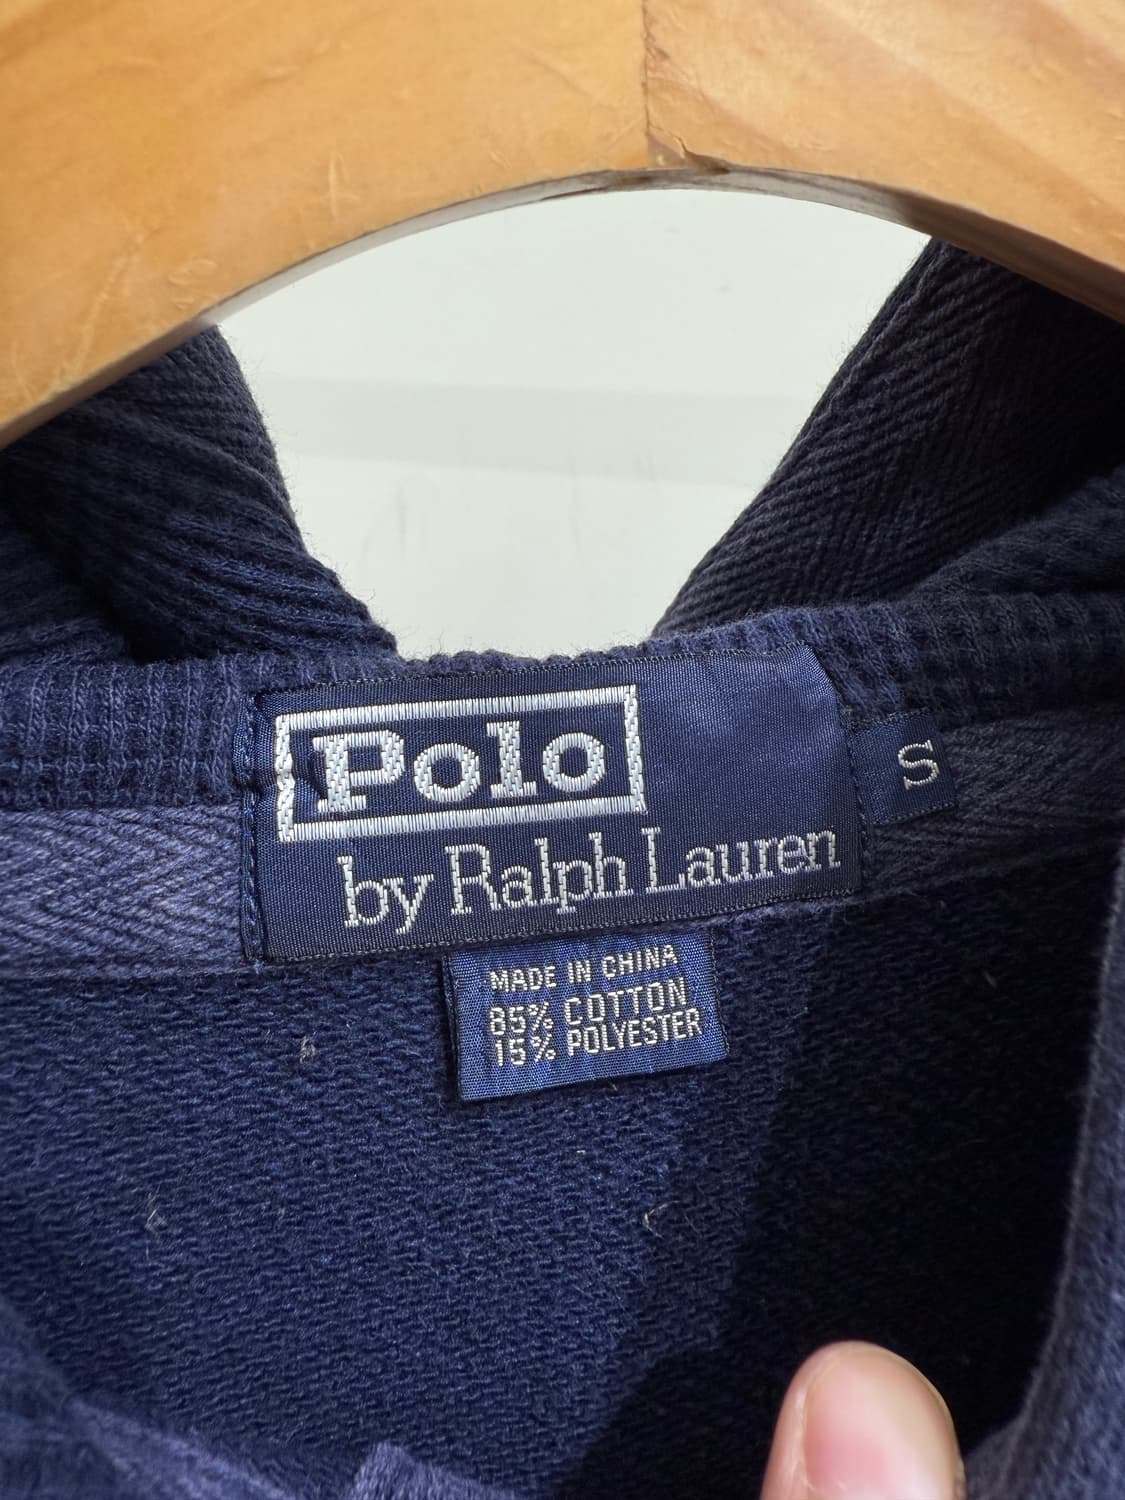 Polo
by Ralph Lauren
S
MADE IN CHINA
85% COTTON
15% POLYESTER